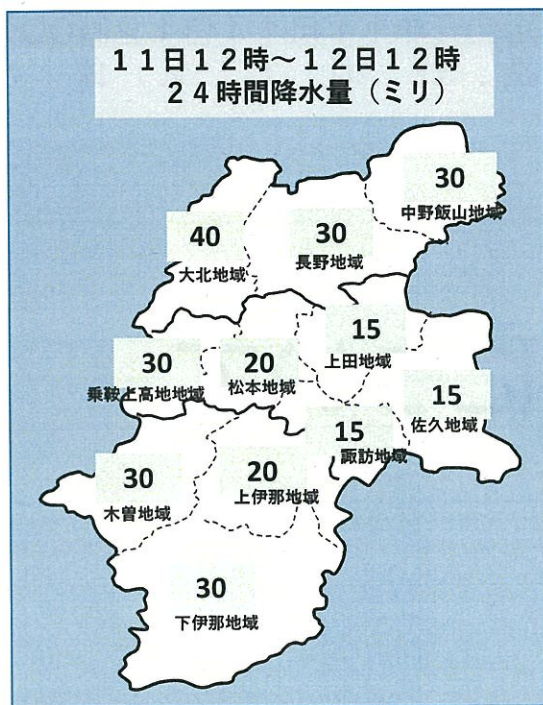 １１日１２時～１２日１２時
２４時間降水量（ミリ）
30
中野飯山地域
40
大北地域
30
長野地域
15
上田地域
30
乗鞍上高地地域
20
松本地域
15
佐久地域
15
諏訪地域
30
木曽地域
20
上伊那地域
30
下伊那地域